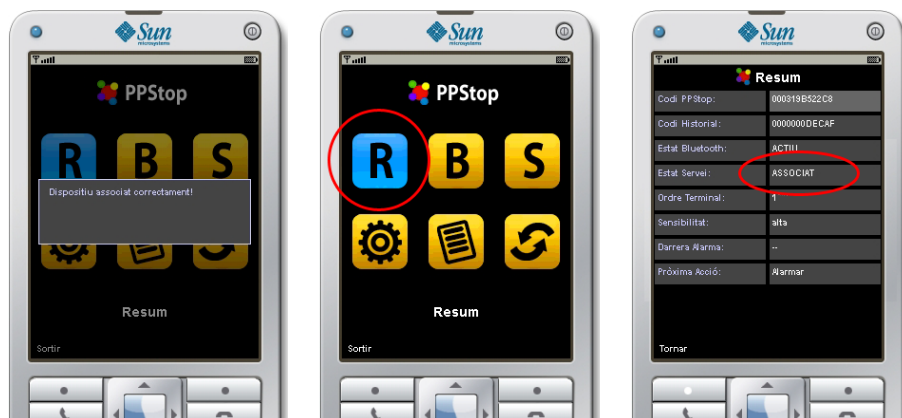 Sun
microsystems
PPStop
R B S
Dispositiu associat correctament!
Resum
Sortir
Sun
microsystems
PPStop
R B S
Resum
Sortir
Sun
microsystems
Resum
Codi PPStop: 000319B522C8
Codi Historial: 0000000DECAF
Estat Bluetooth: ACTIU
Estat Servei: ASSOCIAT
Ordre Terminal: 1
Sensibilitat: alta
Darrera Alarma: --
Pròxima Acció: Alarmar
Tornar